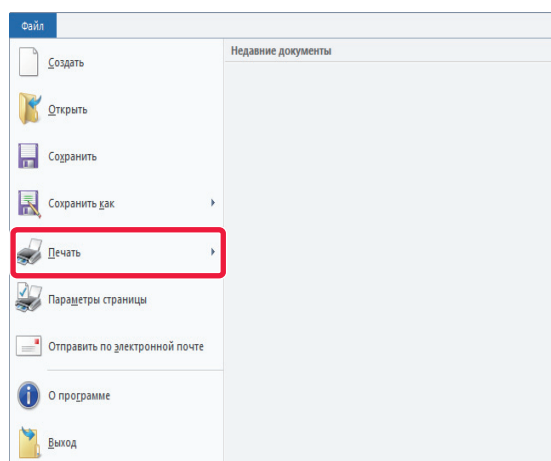 Файл
Недавние документы
Создать
Открыть
Сохранить
Сохранить как
Печать
Параметры страницы
Отправить по электронной почте
О программе
Выход